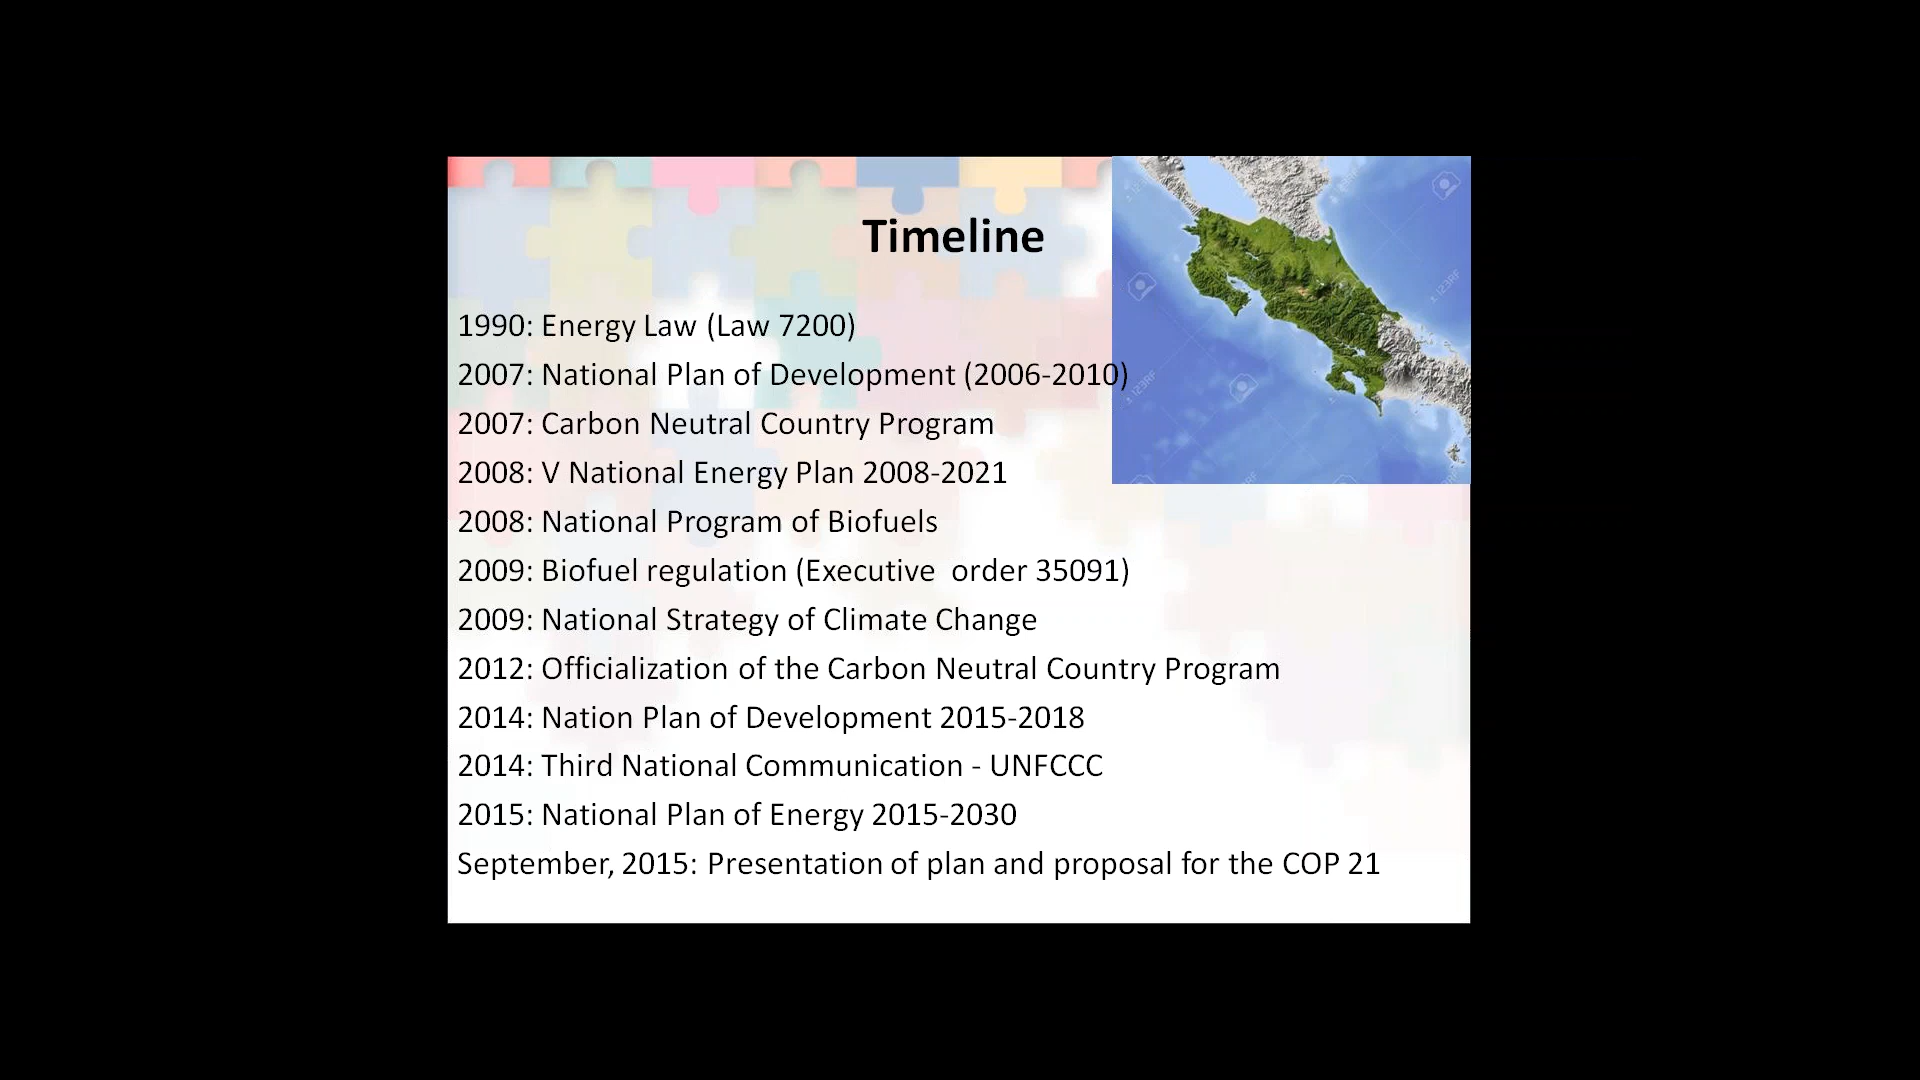 Timeline
1990: Energy Law (Law 7200)
2007: National Plan of Development (2006-2010)
2007: Carbon Neutral Country Program
2008: V National Energy Plan 2008-2021
2008: National Program of Biofuels
2009: Biofuel regulation (Executive  order 35091)
2009: National Strategy of Climate Change
2012: Officialization of the Carbon Neutral Country Program
2014: Nation Plan of Development 2015-2018
2014: Third National Communication - UNFCCC
2015: National Plan of Energy 2015-2030
September, 2015: Presentation of plan and proposal for the COP 21
123RF
123RF